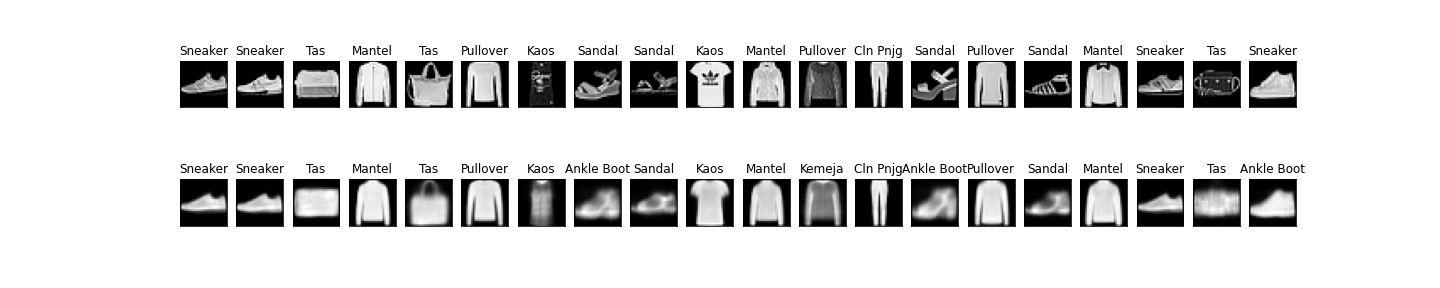 Sneaker Sneaker Tas Mantel Tas Pullover Kaos Sandal Sandal Kaos Mantel Pullover Cln Pnjg Sandal Pullover Sandal Mantel Sneaker Tas Sneaker
Sneaker Sneaker Tas Mantel Tas Pullover Kaos Ankle Boot Sandal Kaos Mantel Kemeja Cln Pnjg Ankle Boot Pullover Sandal Mantel Sneaker Tas Ankle Boot